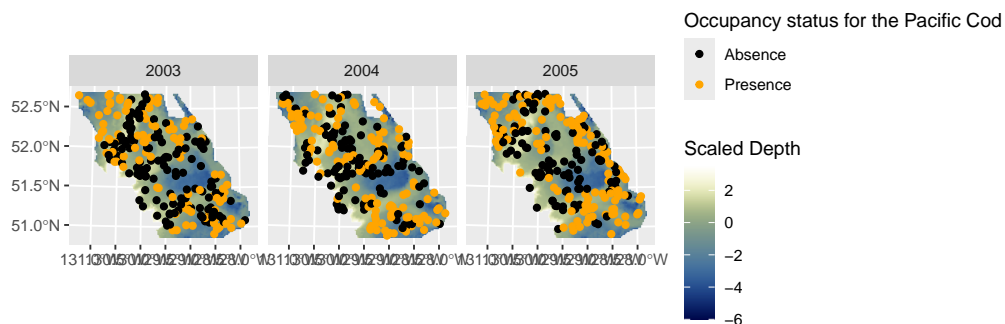 Occupancy status for the Pacific Cod
Absence
Presence
2003
2004
2005
52.5°N
52.0°N
51.5°N
51.0°N
Scaled Depth
2
0
−2
−4
−6